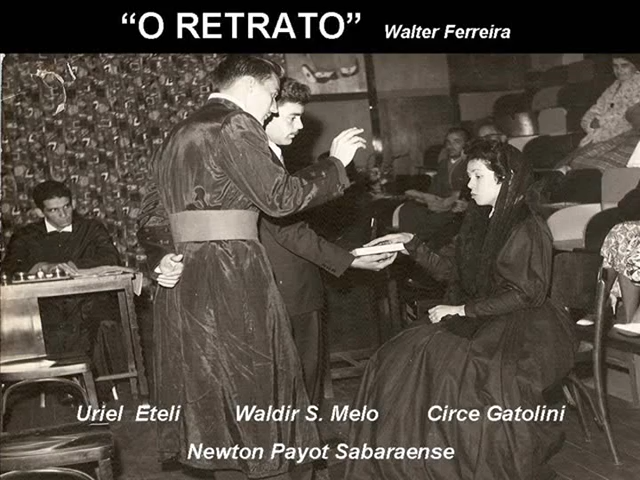 “O RETRATO” Walter Ferreira
Uriel Eteli Waldir S. Melo Circe Gatolini
Newton Payot Sabaraense